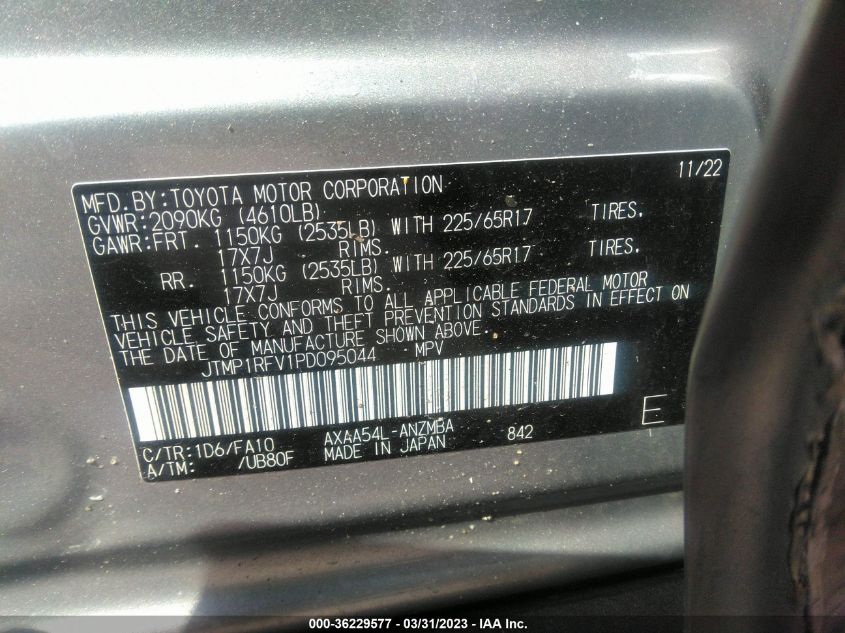 MFD.BY:TOYOTA MOTOR CORPORATION 11/22
GVWR:2090KG (4610LB)
GAWR:FRT. 1150KG (2535LB) WITH 225/65R17 TIRES.
17X7J RIMS.
RR. 1150KG (2535LB) WITH 225/65R17 TIRES.
17X7J RIMS.
THIS VEHICLE CONFORMS TO ALL APPLICABLE FEDERAL MOTOR
VEHICLE SAFETY AND THEFT PREVENTION STANDARDS IN EFFECT ON
THE DATE OF MANUFACTURE SHOWN ABOVE.
JTMP1RFV1PD095044 MPV
C/TR:1D6/FA10 AXAA54L-ANZMBA 842 E
A/TM: /UB80F MADE IN JAPAN
000-36229577 - 03/31/2023 - IAA Inc.